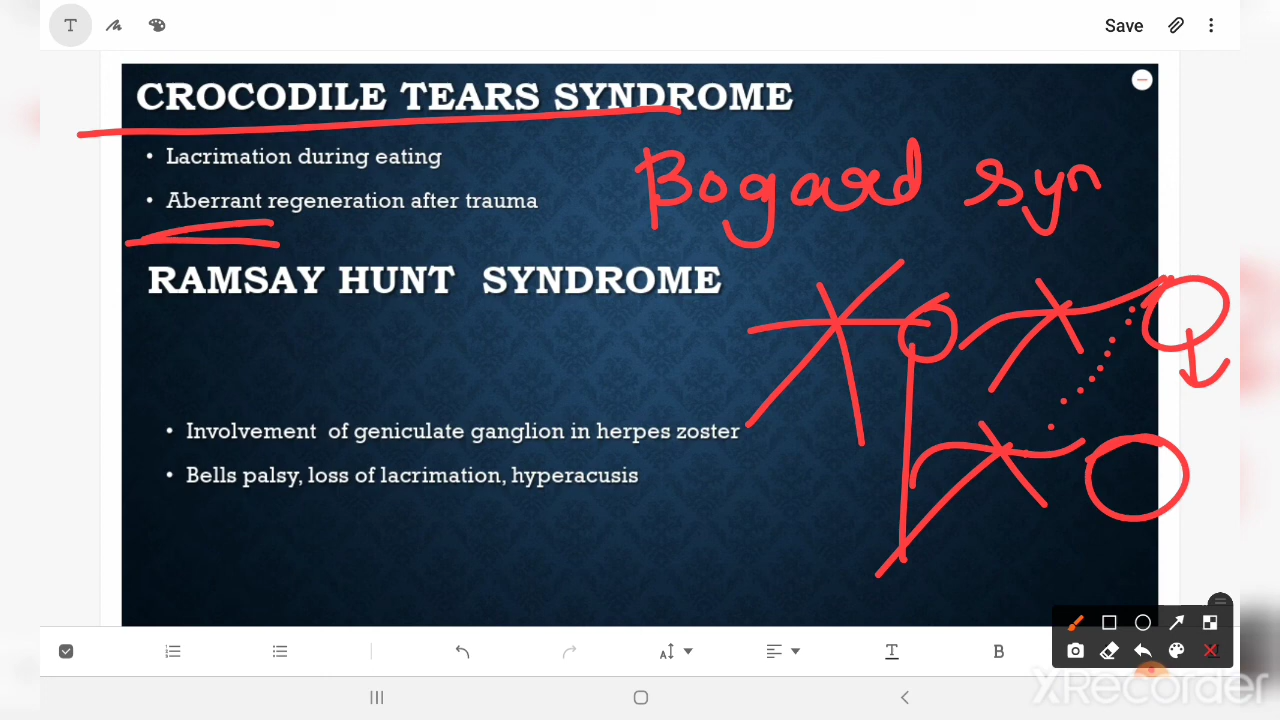 T Save
CROCODILE TEARS SYNDROME
• Lacrimation during eating
• Aberrant regeneration after trauma
Bogard syn
RAMSAY HUNT SYNDROME
• Involvement of geniculate ganglion in herpes zoster
• Bells palsy, loss of lacrimation, hyperacusis
T B
XRecorder